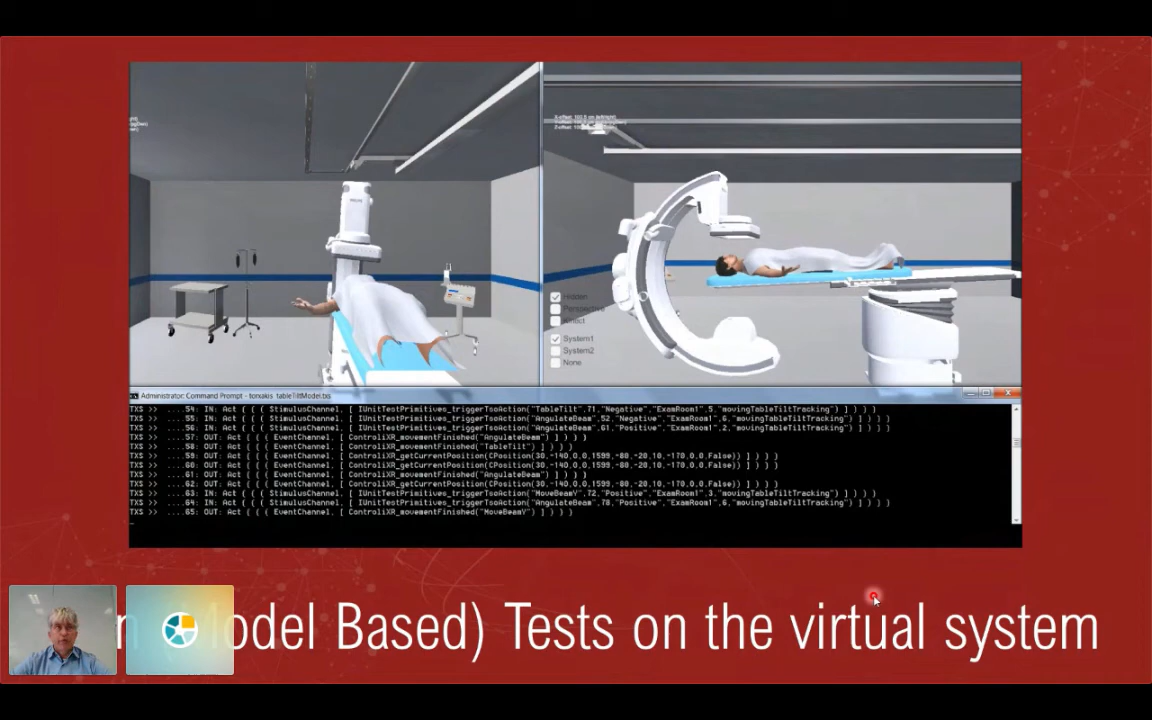 Hidden
Perspective
Kinect
System1
System2
None
Administrator: Command Prompt - torxakis tableTiltModel.txs
TXS >> ....54: IN: Act ( ( ( StimulusChannel, [ IUnitTestPrimitives_triggerTsoAction("TableTilt",71,"Negative","ExamRoom1",5,"movingTableTiltTracking") ] ) ) )
TXS >> ....55: IN: Act ( ( ( StimulusChannel, [ IUnitTestPrimitives_triggerTsoAction("AngulateBeam",52,"Negative","ExamRoom1",6,"movingTableTiltTracking") ] ) ) )
TXS >> ....56: IN: Act ( ( ( StimulusChannel, [ IUnitTestPrimitives_triggerTsoAction("AngulateBeam",61,"Positive","ExamRoom1",2,"movingTableTiltTracking") ] ) ) )
TXS >> ....57: OUT: Act ( ( ( EventChannel, [ ControliXR_movementFinished("AngulateBeam") ] ) ) )
TXS >> ....58: OUT: Act ( ( ( EventChannel, [ ControliXR_movementFinished("TableTilt") ] ) ) )
TXS >> ....59: OUT: Act ( ( ( EventChannel, [ ControliXR_getCurrentPosition(CPosition(30,-140,0,0,1599,-80,-20,10,-170,0,0,False)) ] ) ) )
TXS >> ....60: OUT: Act ( ( ( EventChannel, [ ControliXR_getCurrentPosition(CPosition(30,-140,0,0,1599,-80,-20,10,-170,0,0,False)) ] ) ) )
TXS >> ....61: OUT: Act ( ( ( EventChannel, [ ControliXR_movementFinished("AngulateBeam") ] ) ) )
TXS >> ....62: OUT: Act ( ( ( EventChannel, [ ControliXR_getCurrentPosition(CPosition(30,-140,0,0,1599,-80,-20,10,-170,0,0,False)) ] ) ) )
TXS >> ....63: IN: Act ( ( ( StimulusChannel, [ IUnitTestPrimitives_triggerTsoAction("MoveBeamY",72,"Positive","ExamRoom1",3,"movingTableTiltTracking") ] ) ) )
TXS >> ....64: IN: Act ( ( ( StimulusChannel, [ IUnitTestPrimitives_triggerTsoAction("AngulateBeam",78,"Positive","ExamRoom1",6,"movingTableTiltTracking") ] ) ) )
TXS >> ....65: OUT: Act ( ( ( EventChannel, [ ControliXR_movementFinished("MoveBeamY") ] ) ) )
n odel Based) Tests on the virtual system